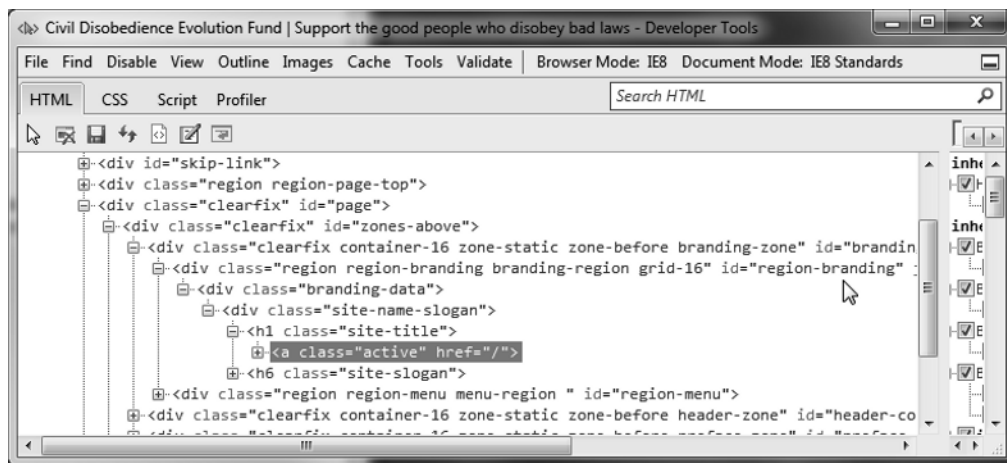 Civil Disobedience Evolution Fund | Support the good people who disobey bad laws - Developer Tools
File Find Disable View Outline Images Cache Tools Validate Browser Mode: IE8 Document Mode: IE8 Standards
HTML CSS Script Profiler Search HTML
<div id="skip-link">
<div class="region region-page-top">
<div class="clearfix" id="page">
<div class="clearfix" id="zones-above">
<div class="clearfix container-16 zone-static zone-before branding-zone" id="brandin
<div class="region region-branding branding-region grid-16" id="region-branding"
<div class="branding-data">
<div class="site-name-slogan">
<h1 class="site-title">
<a class="active" href="/">
<h6 class="site-slogan">
<div class="region region-menu menu-region " id="region-menu">
<div class="clearfix container-16 zone-static zone-before header-zone" id="header-co
inhe
inhe